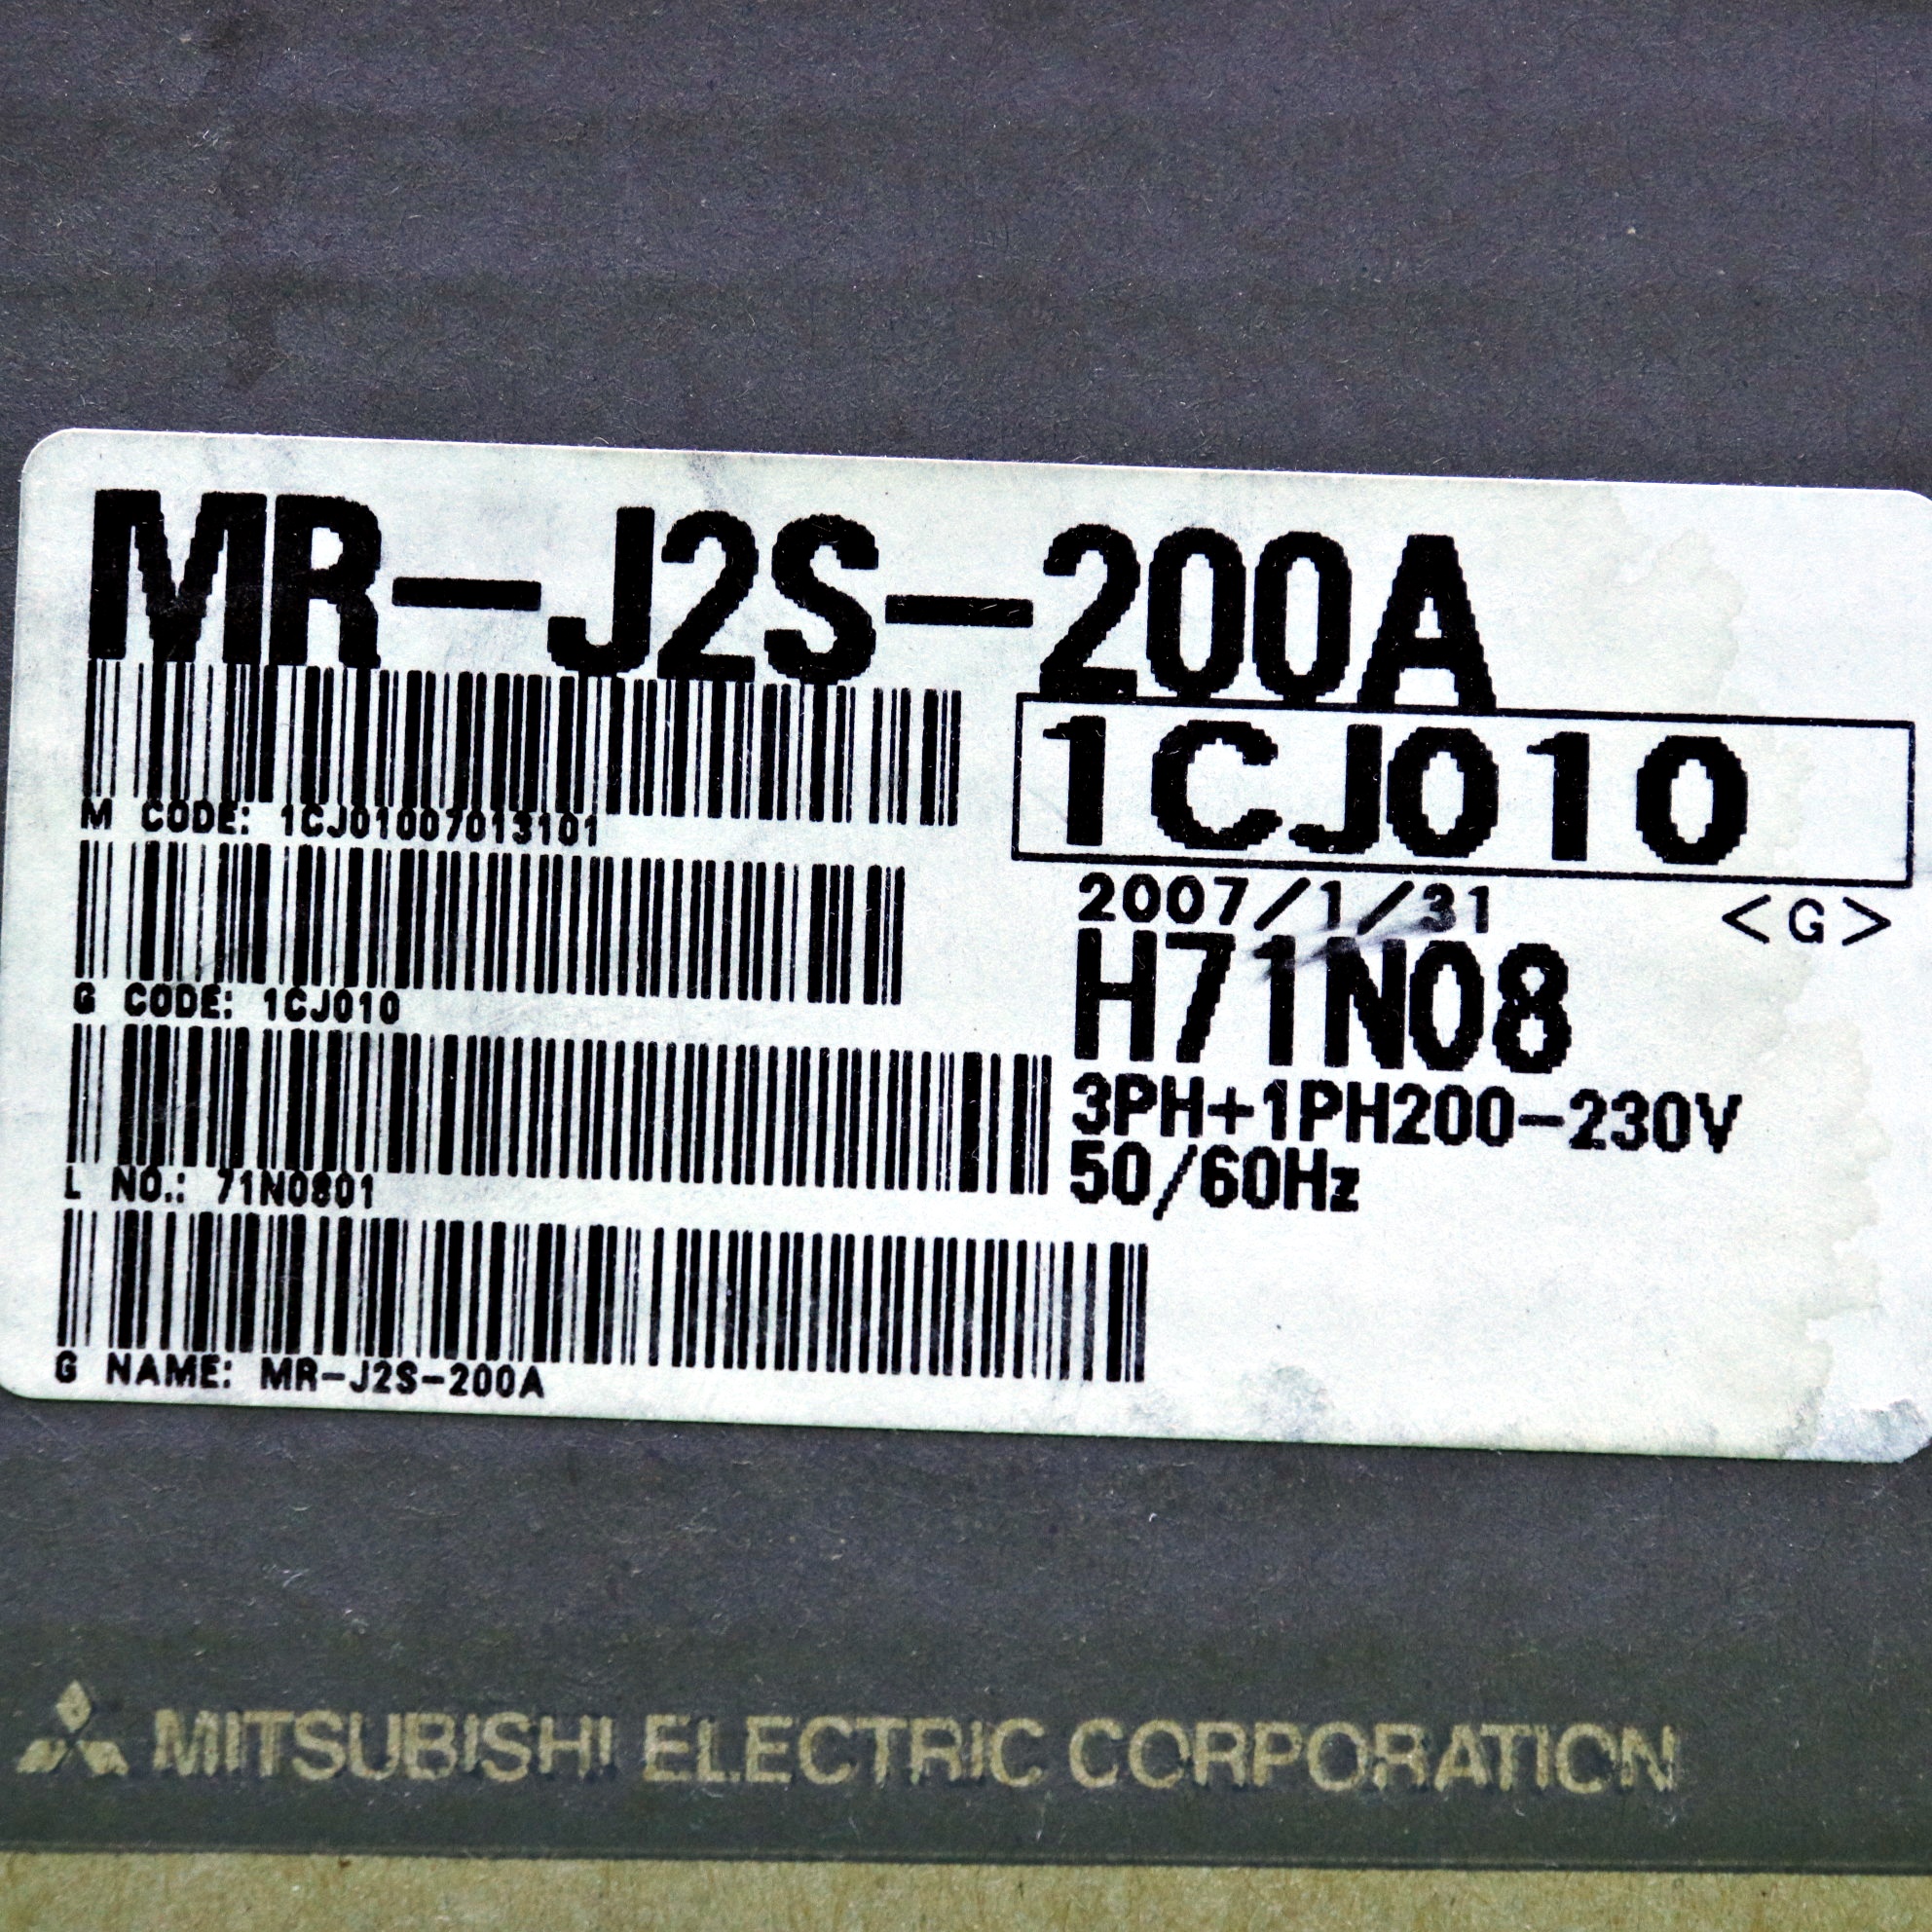 MR-J2S-200A
1CJ010
M CODE: 1CJ01007013101
2007/1/31 <G>
H71N08
G CODE: 1CJ010
3PH+1PH200-230V
50/60Hz
L NO.: 71N0801
G NAME: MR-J2S-200A
MITSUBISHI ELECTRIC CORPORATION